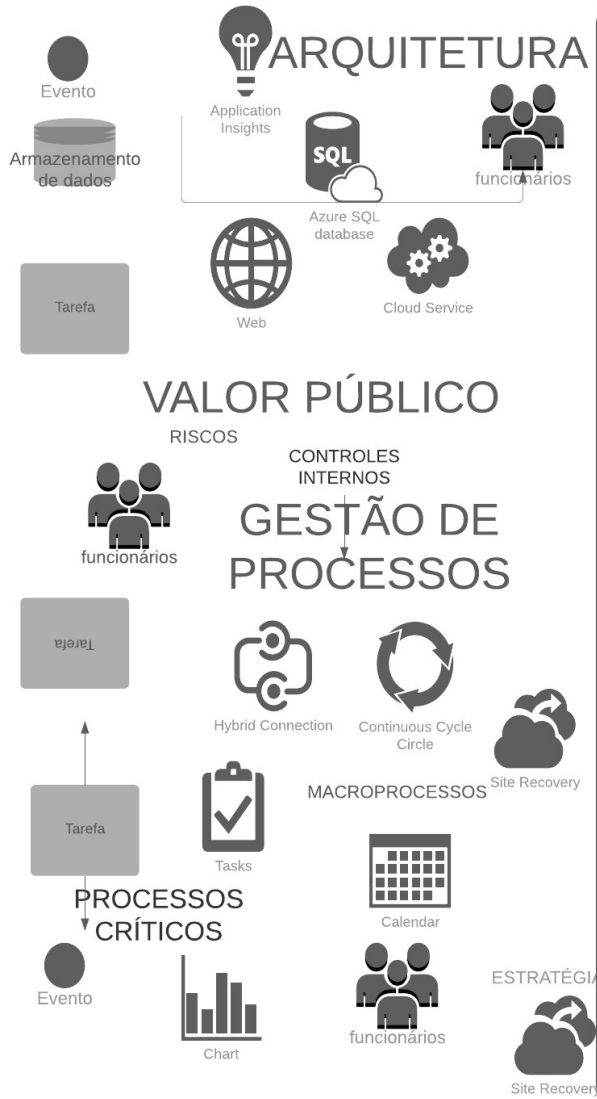 ARQUITETURA
Evento
Application
Insights
Armazenamento
de dados
SQL
funcionários
Azure SQL
database
Tarefa
Web
Cloud Service
VALOR PÚBLICO
RISCOS
CONTROLES
INTERNOS
GESTÃO DE
PROCESSOS
funcionários
Tarefa
Hybrid Connection
Continuous Cycle
Circle
Site Recovery
MACROPROCESSOS
Tarefa
Tasks
PROCESSOS
CRÍTICOS
Calendar
Evento
ESTRATÉGIA
Chart
funcionários
Site Recovery